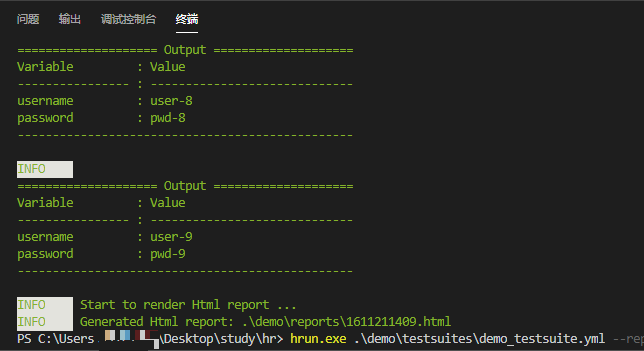 问题 输出 调试控制台 终端
==================== Output ====================
Variable : Value
---------------- : -----------------------------
username : user-8
password : pwd-8
------------------------------------------------
INFO
==================== Output ====================
Variable : Value
---------------- : -----------------------------
username : user-9
password : pwd-9
------------------------------------------------
INFO Start to render Html report ...
INFO Generated Html report: .\demo\reports\1611211409.html
PS C:\Users \Desktop\study\hr> hrun.exe .\demo\testsuites\demo_testsuite.yml --rep